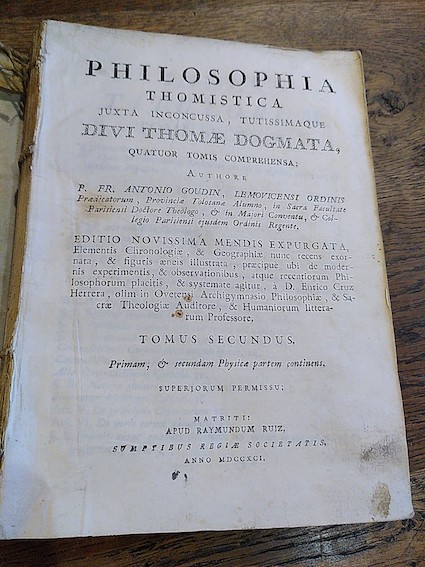 PHILOSOPHIA
THOMISTICA
JUXTA INCONCUSSA, TUTISSIMAQUE
DIVI THOMÆ DOGMATA,
QUATUOR TOMIS COMPREHENSA;
AUTHORE
P. FR. ANTONIO GOUDIN, LEMOVICENSI ORDINIS
Prædicatorum, Provinciæ Tolosanæ Alumno, in Sacra Facultate
Parisiensi Doctore Theologo, & in Majori Conventu, & Col-
legio Parisiensi ejusdem Ordinis Regente.
EDITIO NOVISSIMA MENDIS EXPURGATA,
Elementis Chronologiæ, & Geographiæ nunc recens exor-
nata, & figuris æneis illustrata, præcipue ubi de moder-
nis experimentis, & observationibus, atque recentiorum Phi-
losophorum placitis, & systemate agitur, à D. Enrico Cruz
Herrera, olim in Oveten. Archigymnasio Philosophiæ, & Sa-
cræ Theologiæ Auditore, & Humaniorum littera-
rum Professore.
TOMUS SECUNDUS.
Primam, & secundam Physicæ partem continens.
SUPERIORUM PERMISSU;
MATRITI:
APUD RAYMUNDUM RUIZ,
SUMPTIBUS REGIÆ SOCIETATIS,
ANNO MDCCXCI.